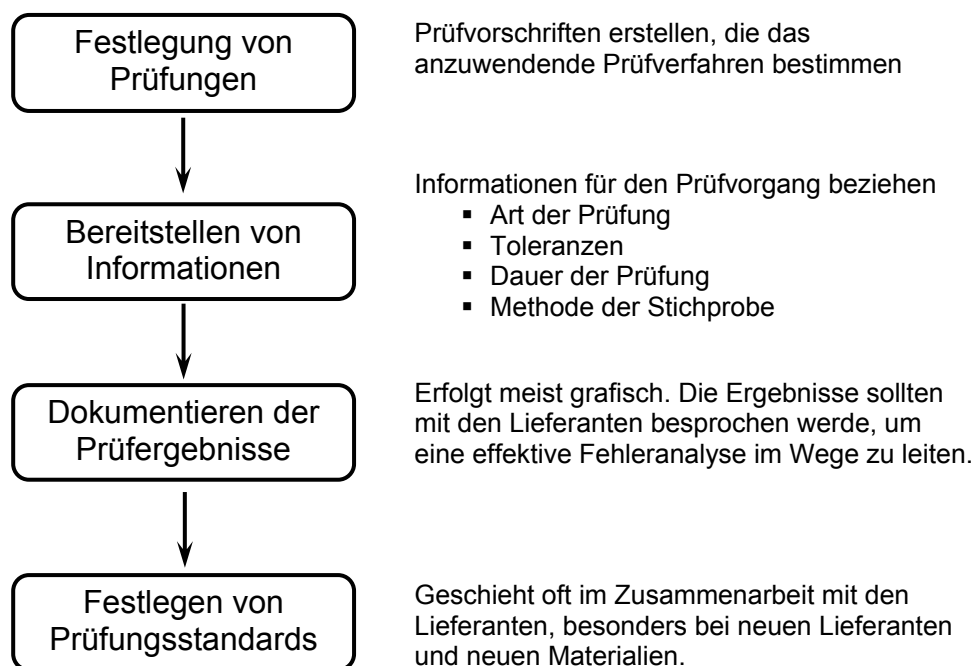 Festlegung von
Prüfungen
Prüfvorschriften erstellen, die das
anzuwendende Prüfverfahren bestimmen
Bereitstellen von
Informationen
Informationen für den Prüfvorgang beziehen
▪ Art der Prüfung
▪ Toleranzen
▪ Dauer der Prüfung
▪ Methode der Stichprobe
Dokumentieren der
Prüfergebnisse
Erfolgt meist grafisch. Die Ergebnisse sollten
mit den Lieferanten besprochen werde, um
eine effektive Fehleranalyse im Wege zu leiten.
Festlegen von
Prüfungsstandards
Geschieht oft im Zusammenarbeit mit den
Lieferanten, besonders bei neuen Lieferanten
und neuen Materialien.